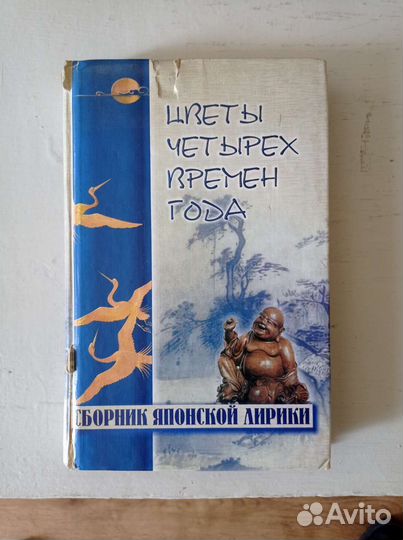 ЦВЕТЫ
ЧЕТЫРЕХ
ВРЕМЕН
ГОДА
СБОРНИК ЯПОНСКОЙ ЛИРИКИ
Avito